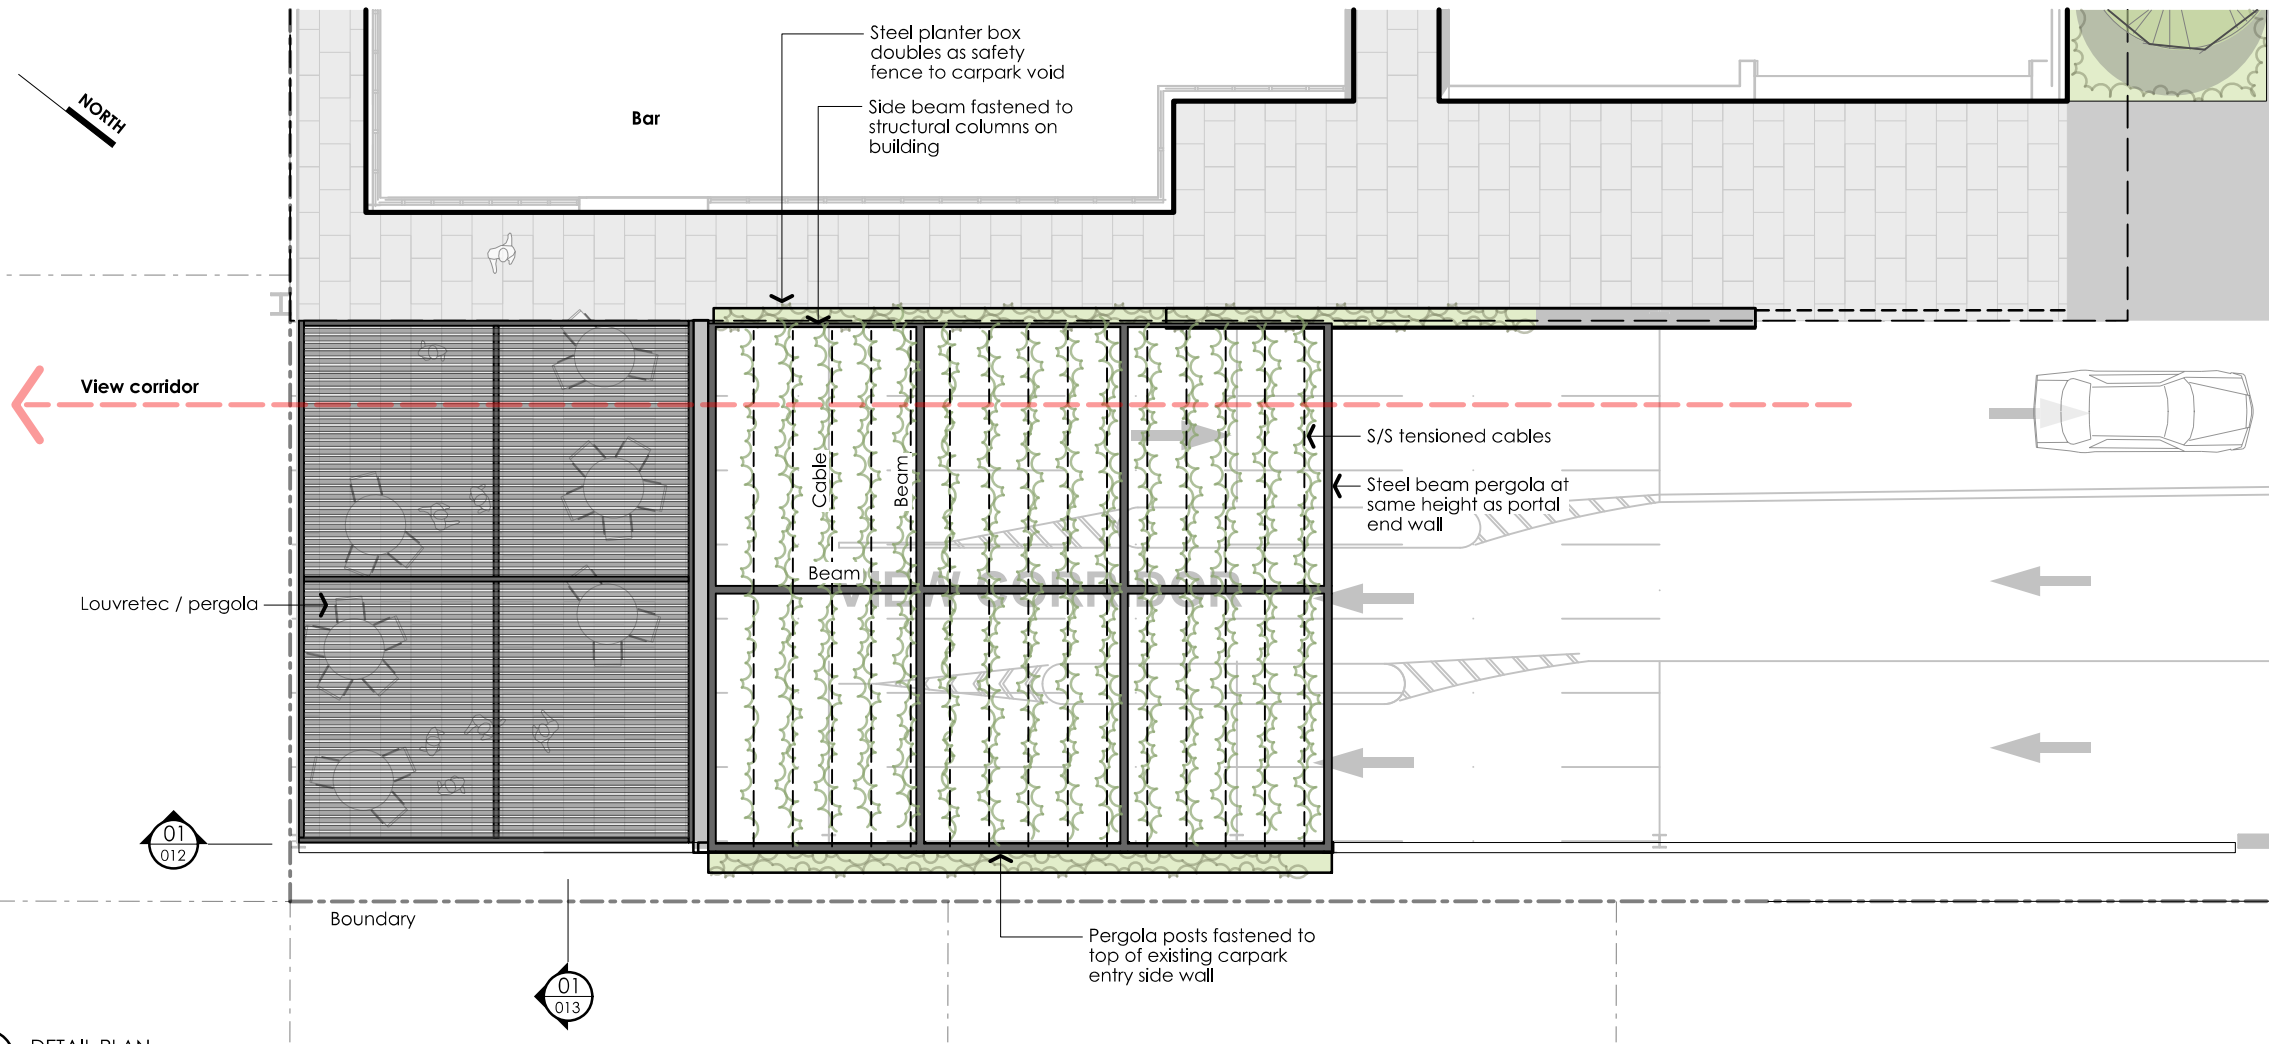 Steel planter box
doubles as safety
fence to carpark void
NORTH
Side beam fastened to
structural columns on
building
Bar
View corridor
S/S tensioned cables
Cable
Beam
Steel beam pergola at
same height as portal
end wall
Beam
VIEW CORRIDOR
Louvretec / pergola
01
012
Boundary
Pergola posts fastened to
top of existing carpark
entry side wall
01
013
DETAIL PLAN